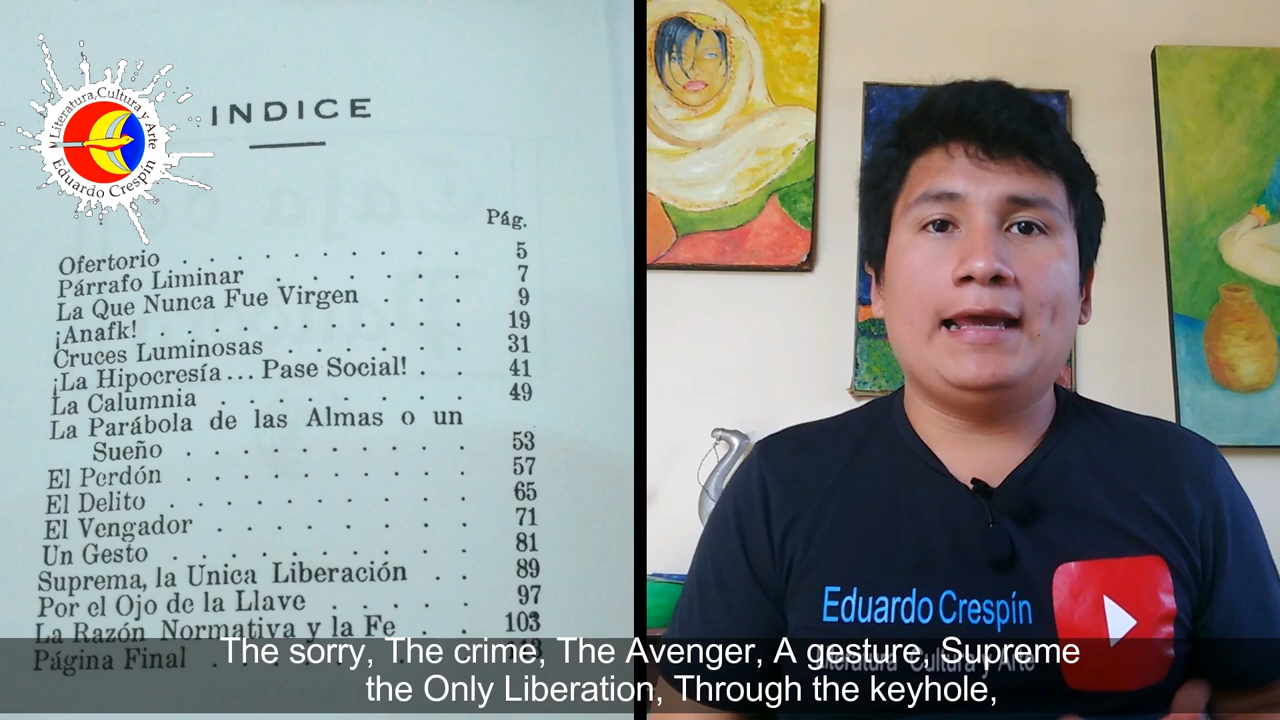 Literatura, Cultura y Arte
Eduardo Crespín
INDICE
Pág.
Ofertorio . . . . . . . . . . 5
Párrafo Liminar . . . . . . . 7
La Que Nunca Fue Virgen . . . 9
¡Anafk! . . . . . . . . . . . 19
Cruces Luminosas . . . . . . 31
¡La Hipocresía... Pase Social! . . 41
La Calumnia . . . . . . . . . 49
La Parábola de las Almas o un
Sueño . . . . . . . . . . 53
El Perdón . . . . . . . . . . 57
El Delito . . . . . . . . . . 65
El Vengador . . . . . . . . 71
Un Gesto . . . . . . . . . . 81
Suprema, la Unica Liberación . . 89
Por el Ojo de la Llave . . . . . 97
La Razón Normativa y la Fe . . 103
Página Final
Eduardo Crespín
Literatura Cultura y Arte
The sorry, The crime, The Avenger, A gesture, Supreme
the Only Liberation, Through the keyhole,